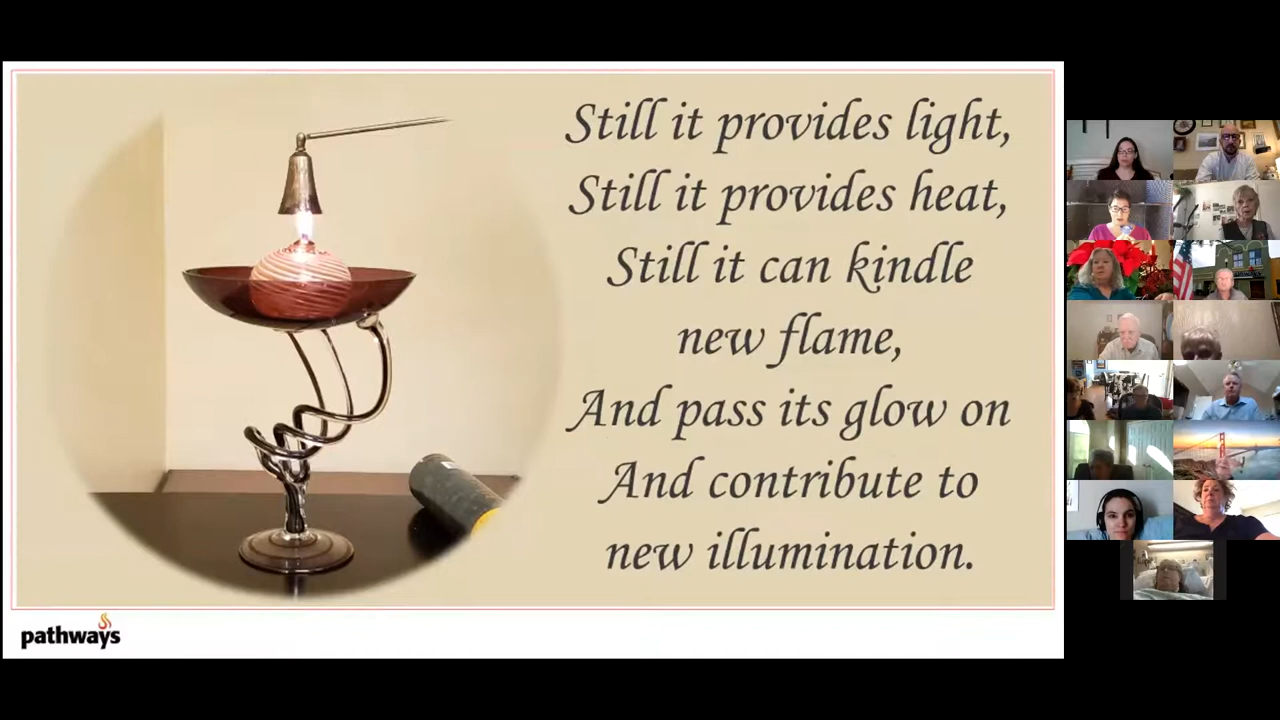 Still it provides light,
Still it provides heat,
Still it can kindle
new flame,
And pass its glow on
And contribute to
new illumination.
pathways